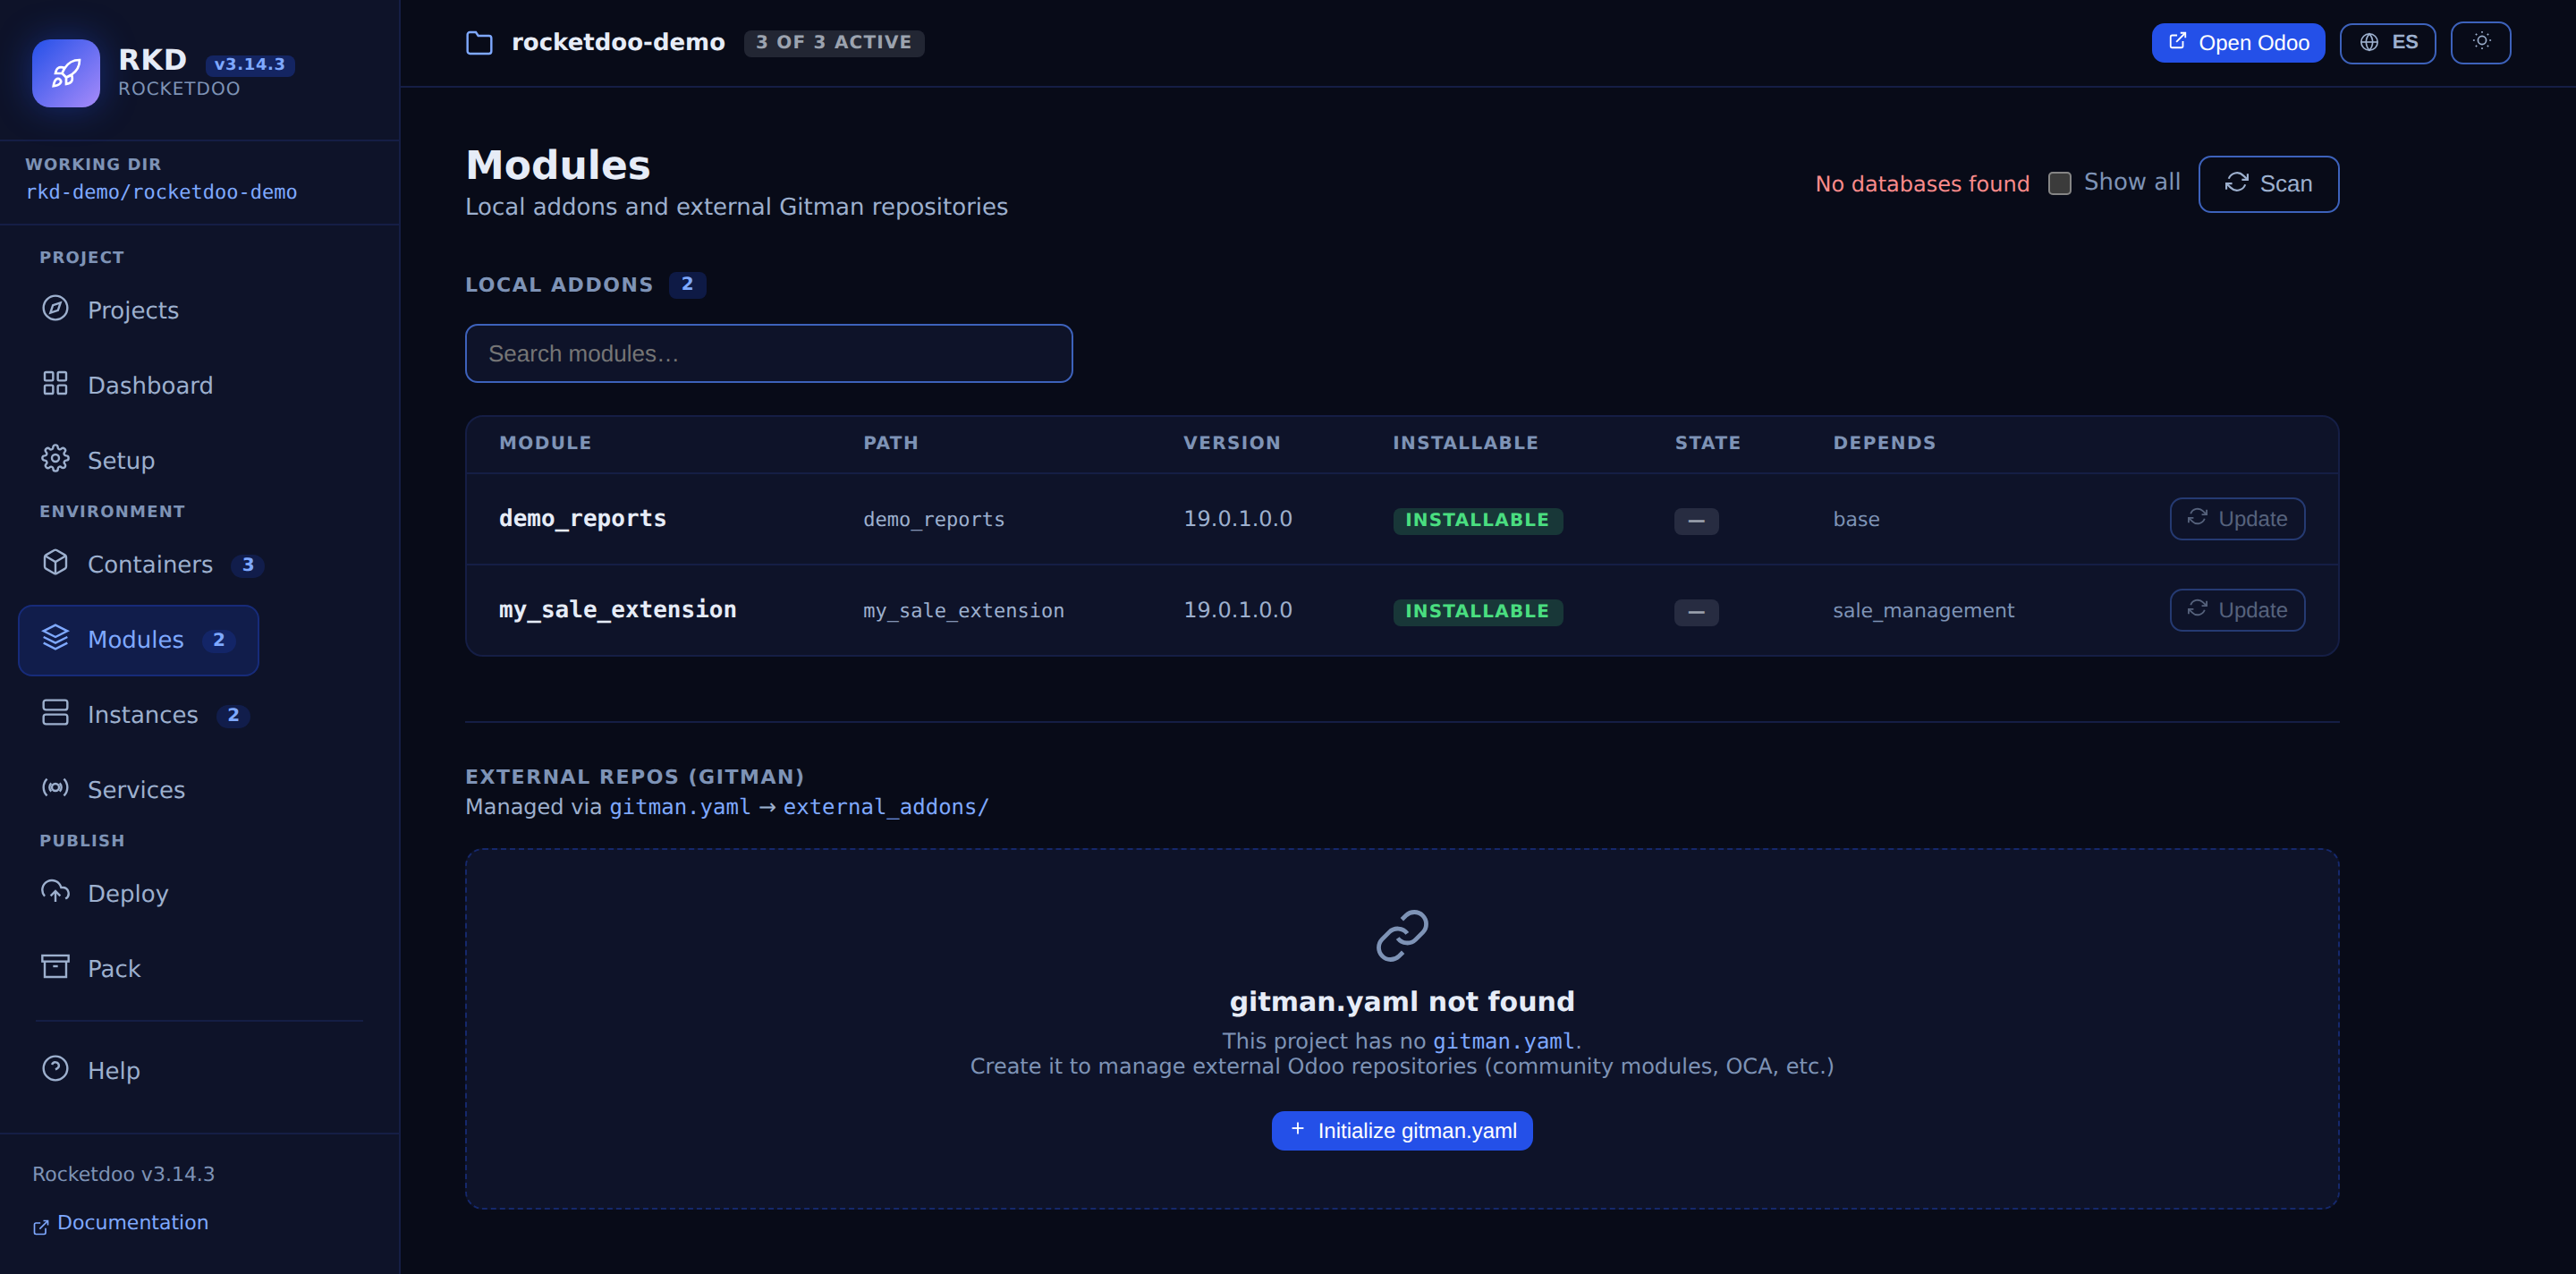 RKD v3.14.3
ROCKETDOO
WORKING DIR
rkd-demo/rocketdoo-demo
PROJECT
Projects
Dashboard
Setup
ENVIRONMENT
Containers 3
Modules 2
Instances 2
Services
PUBLISH
Deploy
Pack
Help
Rocketdoo v3.14.3
Documentation
rocketdoo-demo 3 OF 3 ACTIVE
Open Odoo ES
Modules
Local addons and external Gitman repositories
No databases found Show all Scan
LOCAL ADDONS 2
Search modules...
MODULE PATH VERSION INSTALLABLE STATE DEPENDS
demo_reports demo_reports 19.0.1.0.0 INSTALLABLE — base Update
my_sale_extension my_sale_extension 19.0.1.0.0 INSTALLABLE — sale_management Update
EXTERNAL REPOS (GITMAN)
Managed via gitman.yaml → external_addons/
gitman.yaml not found
This project has no gitman.yaml.
Create it to manage external Odoo repositories (community modules, OCA, etc.)
+ Initialize gitman.yaml